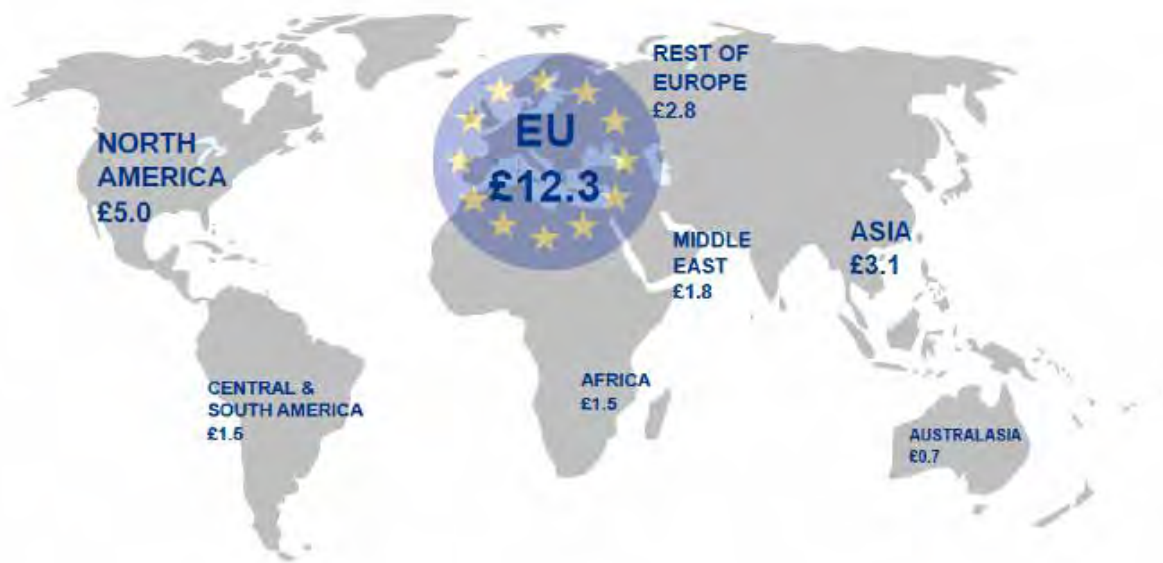 REST OF
EUROPE
£2.8
EU
£12.3
NORTH
AMERICA
£5.0
MIDDLE
EAST
£1.8
ASIA
£3.1
CENTRAL &
SOUTH AMERICA
£1.5
AFRICA
£1.5
AUSTRALASIA
£0.7